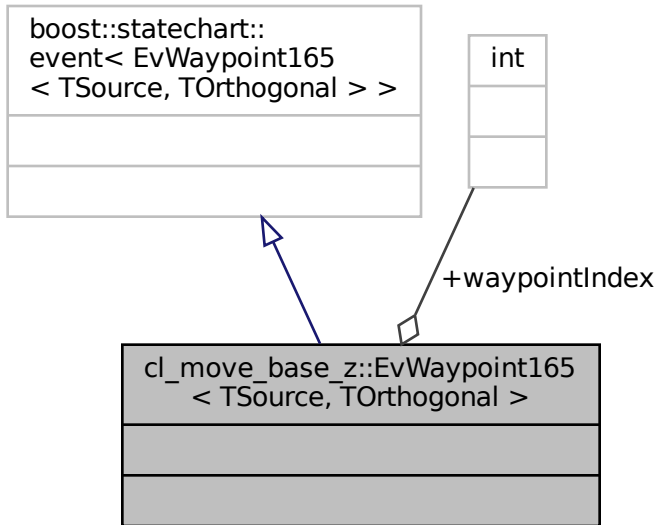 boost::statechart::
event< EvWaypoint165
< TSource, TOrthogonal > >
int
+waypointIndex
cl_move_base_z::EvWaypoint165
< TSource, TOrthogonal >